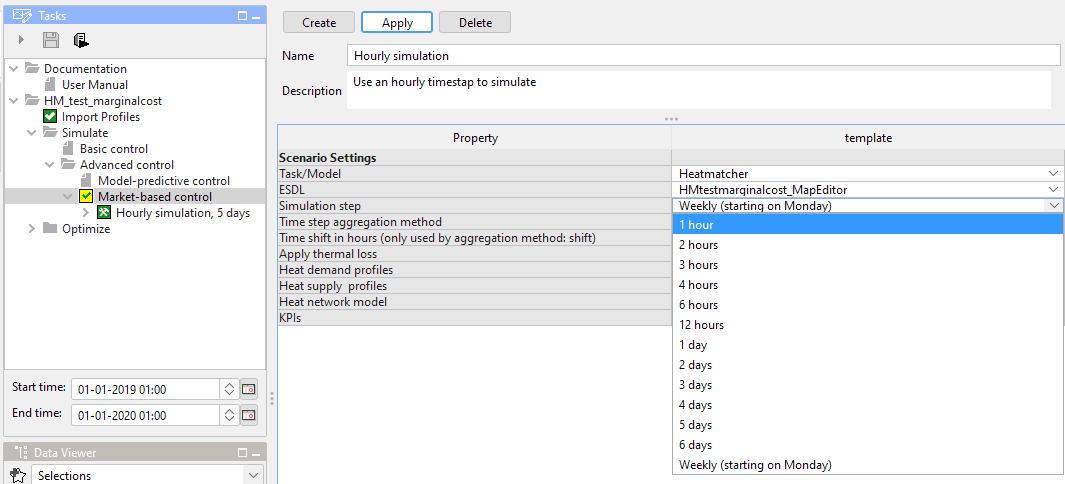 Tasks
Documentation
User Manual
HM_test_marginalcost
Import Profiles
Simulate
Basic control
Advanced control
Model-predictive control
Market-based control
Hourly simulation, 5 days
Optimize
Start time: 01-01-2019 01:00
End time: 01-01-2020 01:00
Data Viewer
Selections
Create Apply Delete
Name Hourly simulation
Description Use an hourly timestap to simulate
Property template
Scenario Settings
Task/Model Heatmatcher
ESDL HMtestmarginalcost_MapEditor
Simulation step Weekly (starting on Monday)
Time step aggregation method
Time shift in hours (only used by aggregation method: shift)
Apply thermal loss
Heat demand profiles
Heat supply profiles
Heat network model
KPIs
1 hour
2 hours
3 hours
4 hours
6 hours
12 hours
1 day
2 days
3 days
4 days
5 days
6 days
Weekly (starting on Monday)